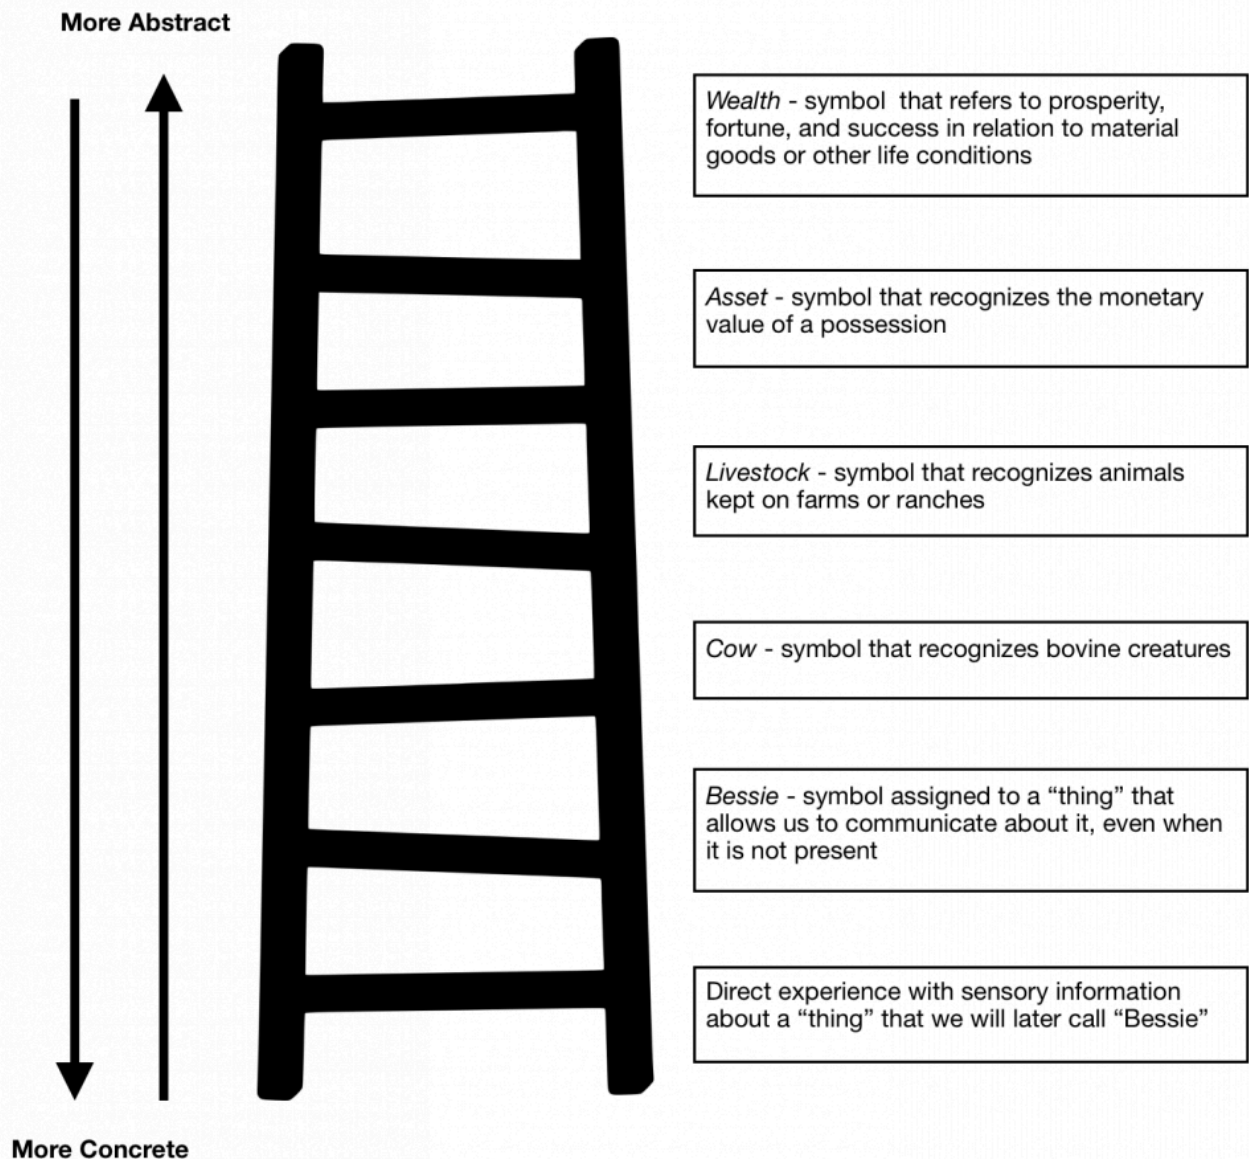 More Abstract
Wealth - symbol  that refers to prosperity,
fortune, and success in relation to material
goods or other life conditions
Asset - symbol that recognizes the monetary
value of a possession
Livestock - symbol that recognizes animals
kept on farms or ranches
Cow - symbol that recognizes bovine creatures
Bessie - symbol assigned to a “thing” that
allows us to communicate about it, even when
it is not present
Direct experience with sensory information
about a “thing” that we will later call “Bessie”
More Concrete